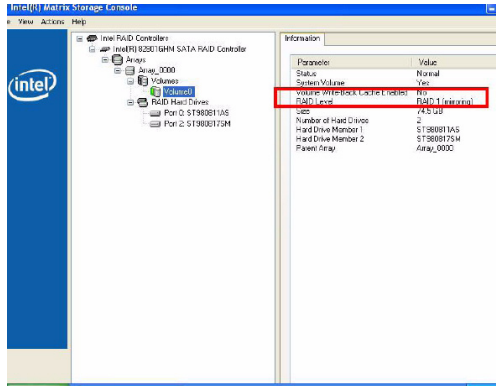 Intel(R) Matrix Storage Console
View Actions Help
intel
Intel RAID Controllers
Intel(R) 82801GHM SATA RAID Controller
Arrays
Array_0000
Volumes
Volume0
RAID Hard Drives
Port 0: ST980811AS
Port 2: ST980817SM
Information
Parameter Value
Status Normal
System Volume Yes
Volume Write-Back Cache Enabled No
RAID Level RAID 1 (mirroring)
Size 74.5 GB
Number of Hard Drives 2
Hard Drive Member 1 ST980811AS
Hard Drive Member 2 ST980817SM
Parent Array Array_0000